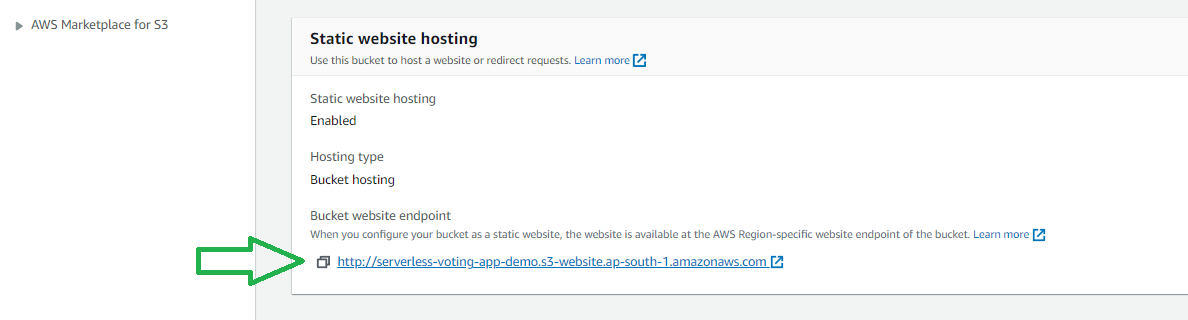 AWS Marketplace for S3
Static website hosting
Use this bucket to host a website or redirect requests. Learn more
Static website hosting
Enabled
Hosting type
Bucket hosting
Bucket website endpoint
When you configure your bucket as a static website, the website is available at the AWS Region-specific website endpoint of the bucket. Learn more
http://serverless-voting-app-demo.s3-website.ap-south-1.amazonaws.com